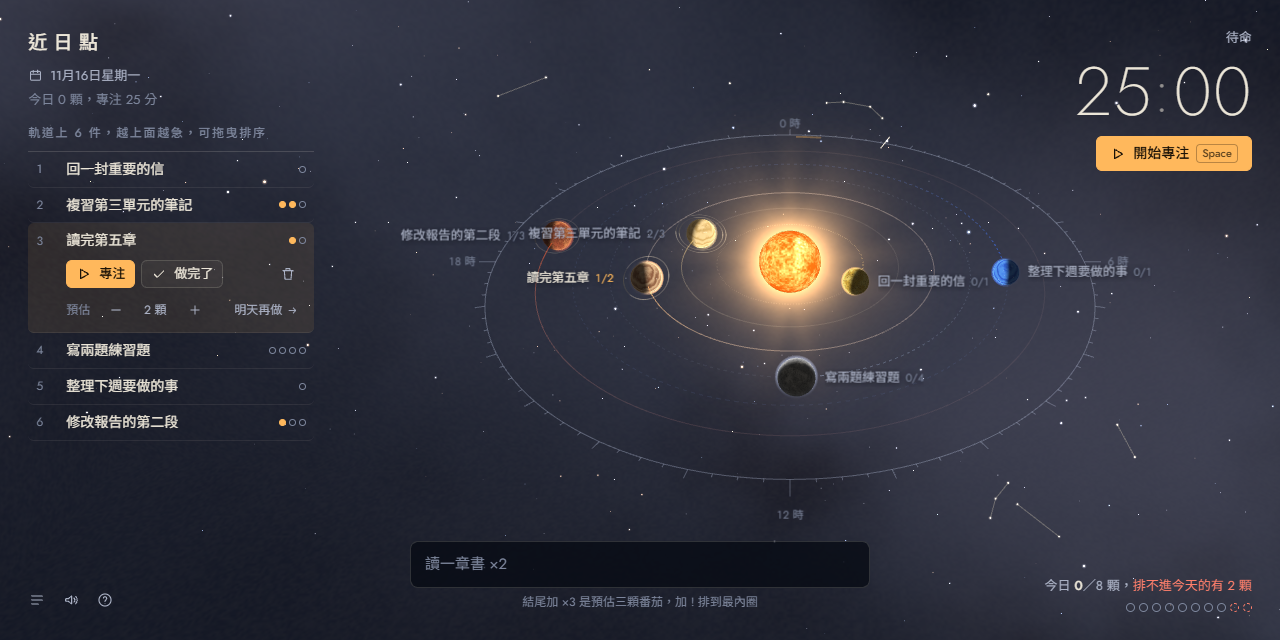 近日點
11月16日星期一
今日 0 顆，專注 25 分
軌道上 6 件，越上面越急，可拖曳排序
1 回一封重要的信
2 複習第三單元的筆記
3 讀完第五章
專注 做完了
預估 2 顆 明天再做 →
4 寫兩題練習題
5 整理下週要做的事
6 修改報告的第二段
0 時
修改報告的第二段 1/3
複習第三單元的筆記 2/3
18 時
6 時
讀完第五章 1/2
回一封重要的信 0/1
整理下週要做的事 0/1
寫兩題練習題 0/4
12 時
待命
25:00
開始專注 Space
讀一章書 ×2
結尾加 ×3 是預估三顆番茄，加 ! 排到最內圈
今日 0／8 顆，排不進今天的有 2 顆